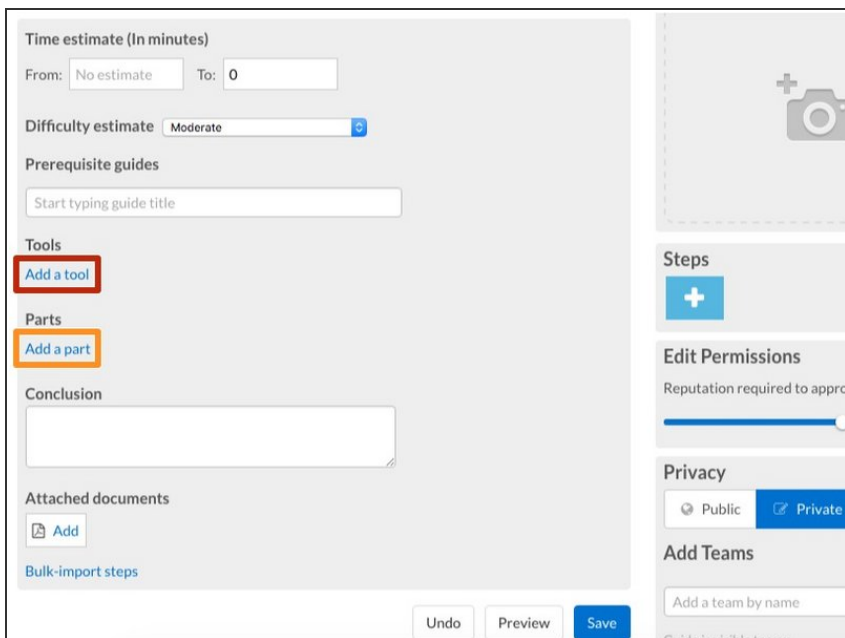 Time estimate (In minutes)
From: No estimate To: 0
Difficulty estimate Moderate
Prerequisite guides
Start typing guide title
Tools
Add a tool
Parts
Add a part
Conclusion
Attached documents
Add
Bulk-import steps
Undo Preview Save
Steps
Edit Permissions
Reputation required to appro
Privacy
Public Private
Add Teams
Add a team by name